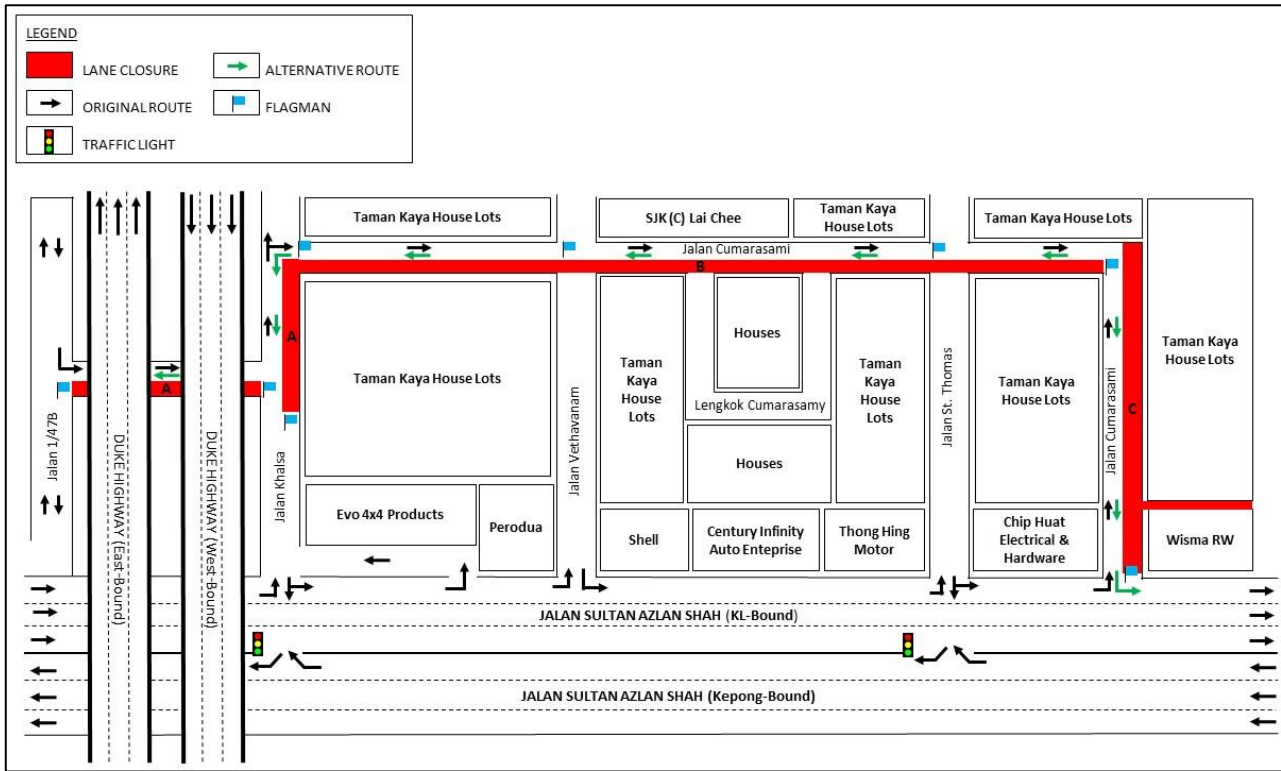 LEGEND
LANE CLOSURE
ALTERNATIVE ROUTE
ORIGINAL ROUTE
FLAGMAN
TRAFFIC LIGHT
Taman Kaya House Lots
SJK (C) Lai Chee
Taman Kaya
House Lots
Taman Kaya House Lots
Jalan Cumarasami
B
A
A
Taman Kaya House Lots
Taman
Kaya
House
Lots
Houses
Lengkok Cumarasamy
Houses
Taman
Kaya
House
Lots
Taman Kaya
House Lots
Taman Kaya
House Lots
C
Jalan 1/47B
DUKE HIGHWAY (East-Bound)
DUKE HIGHWAY (West-Bound)
Jalan Khalsa
Jalan Vethavanam
Jalan St. Thomas
Jalan Cumarasami
Evo 4x4 Products
Perodua
Shell
Century Infinity
Auto Enteprise
Thong Hing
Motor
Chip Huat
Electrical &
Hardware
Wisma RW
JALAN SULTAN AZLAN SHAH (KL-Bound)
JALAN SULTAN AZLAN SHAH (Kepong-Bound)